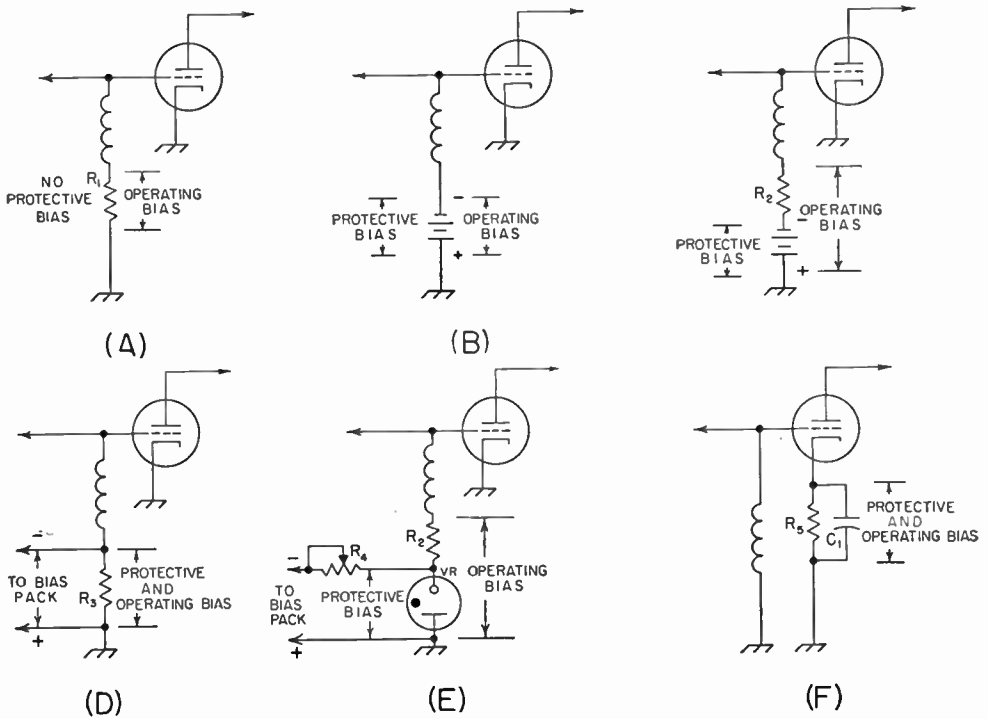 NO
PROTECTIVE
BIAS
R1
OPERATING
BIAS
(A)
PROTECTIVE
BIAS
-
+
OPERATING
BIAS
(B)
PROTECTIVE
BIAS
R2
-
+
OPERATING
BIAS
(C)
-
TO BIAS
PACK
+
R3
PROTECTIVE
AND
OPERATING BIAS
(D)
-
R4
TO
BIAS
PACK
+
PROTECTIVE
BIAS
R2
VR
OPERATING
BIAS
(E)
R5
C1
PROTECTIVE
AND
OPERATING BIAS
(F)